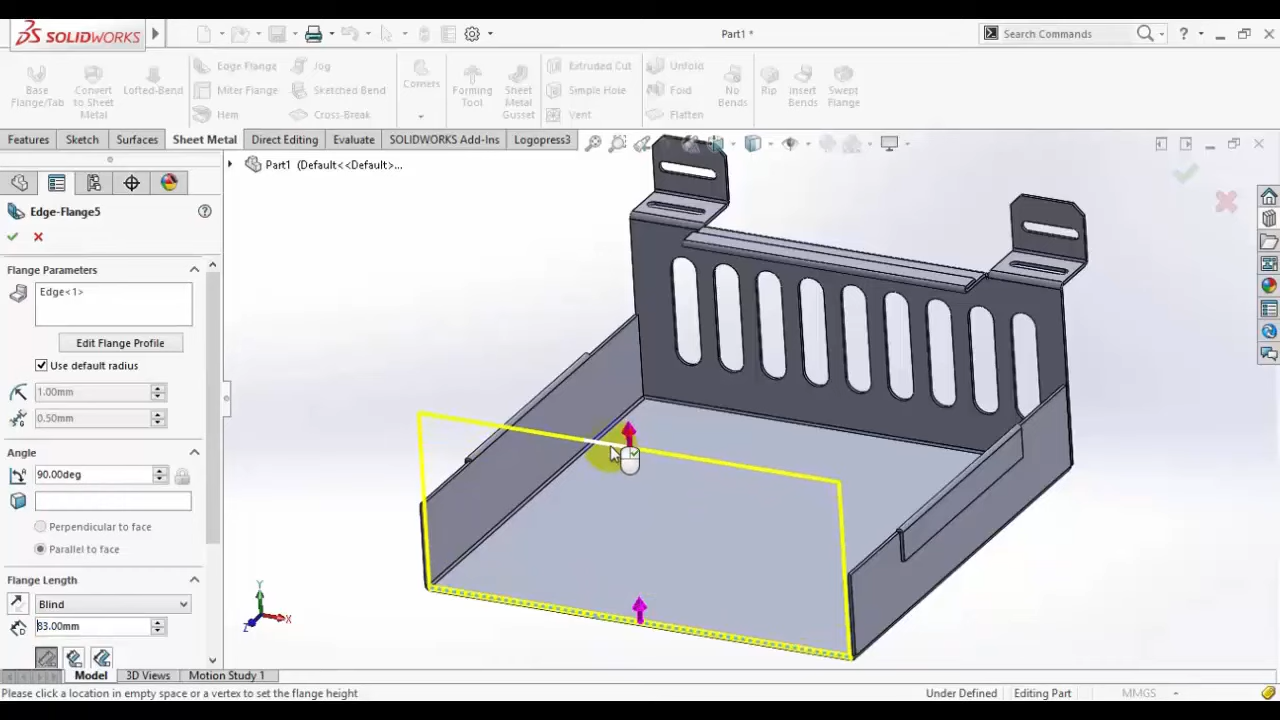 SOLIDWORKS
Part1 *
Search Commands
?
Base Flange/Tab
Convert to Sheet Metal
Lofted-Bend
Edge Flange
Miter Flange
Hem
Jog
Sketched Bend
Cross-Break
Corners
Forming Tool
Sheet Metal Gusset
Extruded Cut
Simple Hole
Vent
Unfold
Fold
Flatten
No Bends
Rip
Insert Bends
Swept Flange
Features
Sketch
Surfaces
Sheet Metal
Direct Editing
Evaluate
SOLIDWORKS Add-Ins
Logopress3
Part1 (Default<<Default>...
Edge-Flange5
?
Flange Parameters
Edge<1>
Edit Flange Profile
Use default radius
1.00mm
0.50mm
Angle
90.00deg
Perpendicular to face
Parallel to face
Flange Length
Blind
83.00mm
Y
X
Z
Model
3D Views
Motion Study 1
Please click a location in empty space or a vertex to set the flange height
Under Defined
Editing Part
MMGS